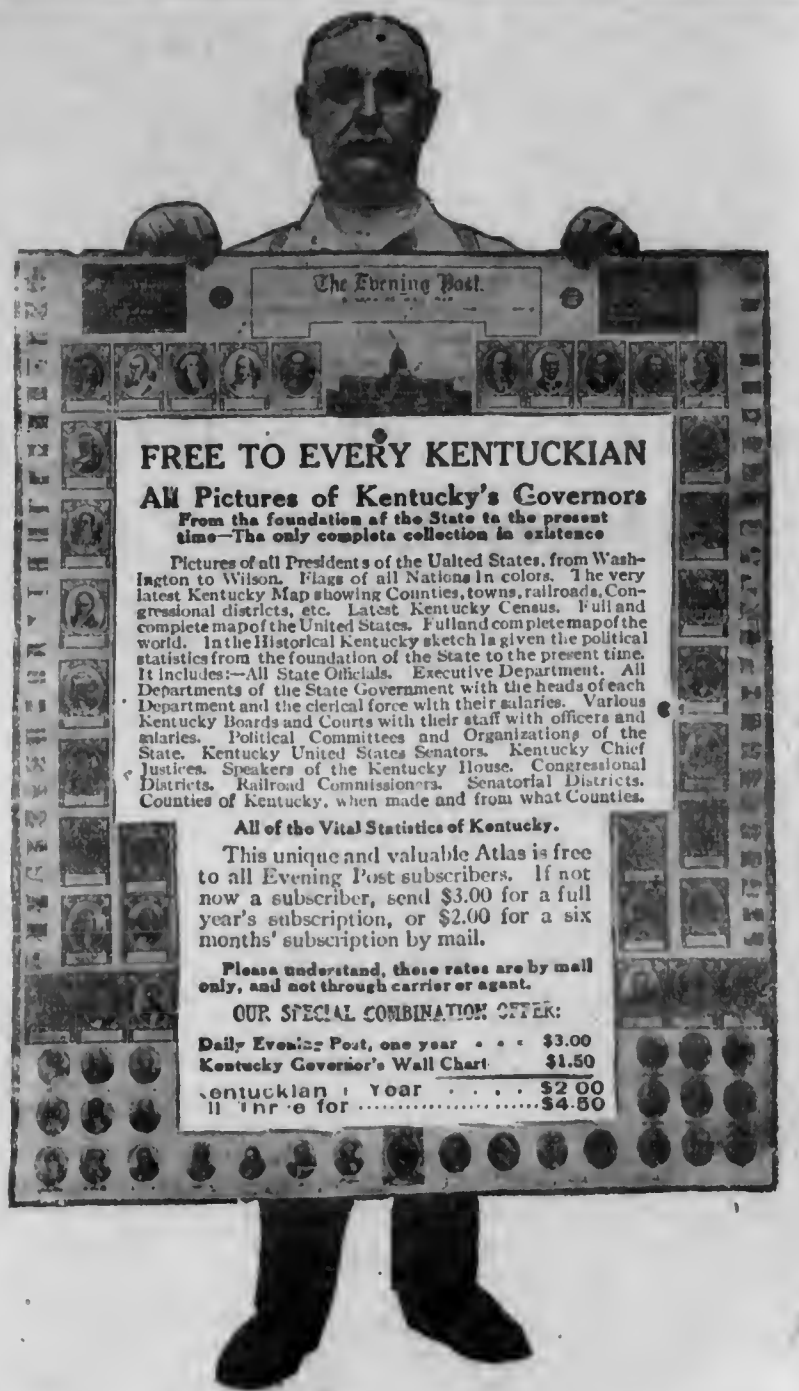 The Evening Post.
FREE TO EVERY KENTUCKIAN
All Pictures of Kentucky's Governors
From the foundation of the State to the present
time—The only complete collection in existence
Pictures of all Presidents of the United States, from Wash-
ington to Wilson. Flags of all Nations in colors. The very
latest Kentucky Map showing Counties, towns, railroads, Con-
gressional districts, etc. Latest Kentucky Census. Full and
complete map of the United States. Full and complete map of the
world. In the Historical Kentucky sketch is given the political
statistics from the foundation of the State to the present time.
It includes:—All State Officials. Executive Department. All
Departments of the State Government with the heads of each
Department and the clerical force with their salaries. Various
Kentucky Boards and Courts with their staff with officers and
salaries. Political Committees and Organizations of the
State. Kentucky United States Senators. Kentucky Chief
Justices. Speakers of the Kentucky House. Congressional
Districts. Railroad Commissioners. Senatorial Districts.
Counties of Kentucky, when made and from what Counties.
All of the Vital Statistics of Kentucky.
This unique and valuable Atlas is free
to all Evening Post subscribers. If not
now a subscriber, send $3.00 for a full
year's subscription, or $2.00 for a six
months' subscription by mail.
Please understand, these rates are by mail
only, and not through carrier or agent.
OUR SPECIAL COMBINATION OFFER:
Daily Evening Post, one year . . . $3.00
Kentucky Governor's Wall Chart $1.50
entuckian Year . . . . $2 00
for ........................$4.50